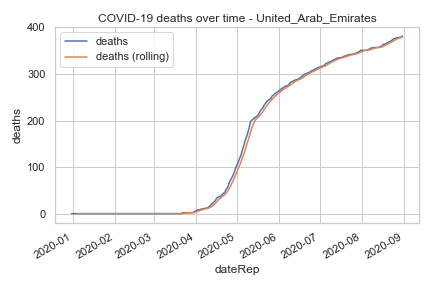 COVID-19 deaths over time - United_Arab_Emirates
deaths
deaths (rolling)
400
300
200
100
0
deaths
2020-01
2020-02
2020-03
2020-04
2020-05
2020-06
2020-07
2020-08
2020-09
dateRep